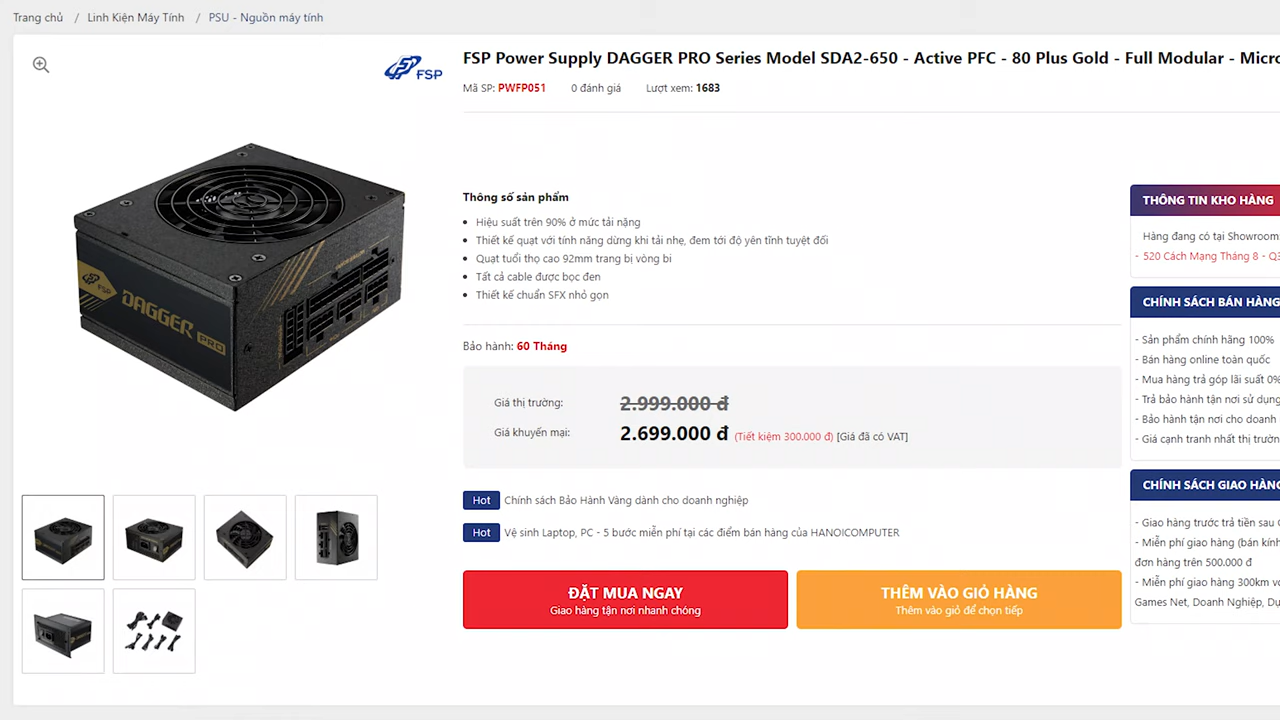 Trang chủ / Linh Kiện Máy Tính / PSU - Nguồn máy tính
FSP
FSP Power Supply DAGGER PRO Series Model SDA2-650 - Active PFC - 80 Plus Gold - Full Modular - Micro
Mã SP: PWFP051 0 đánh giá Lượt xem: 1683
FSP
DAGGER
PRO
Thông số sản phẩm
Hiệu suất trên 90% ở mức tải nặng
Thiết kế quạt với tính năng dừng khi tải nhẹ, đem tới độ yên tĩnh tuyệt đối
Quạt tuổi thọ cao 92mm trang bị vòng bi
Tất cả cable được bọc đen
Thiết kế chuẩn SFX nhỏ gọn
Bảo hành: 60 Tháng
Giá thị trường: 2.999.000 đ
Giá khuyến mại: 2.699.000 đ (Tiết kiệm 300.000 đ) [Giá đã có VAT]
Hot Chính sách Bảo Hành Vàng dành cho doanh nghiệp
Hot Vệ sinh Laptop, PC - 5 bước miễn phí tại các điểm bán hàng của HANOICOMPUTER
ĐẶT MUA NGAY
Giao hàng tận nơi nhanh chóng
THÊM VÀO GIỎ HÀNG
Thêm vào giỏ để chọn tiếp
THÔNG TIN KHO HÀNG
Hàng đang có tại Showroom:
- 520 Cách Mạng Tháng 8 - Q3
CHÍNH SÁCH BÁN HÀNG
- Sản phẩm chính hãng 100%
- Bán hàng online toàn quốc
- Mua hàng trả góp lãi suất 0%
- Trả bảo hành tận nơi sử dụng
- Bảo hành tận nơi cho doanh
- Giá cạnh tranh nhất thị trườn
CHÍNH SÁCH GIAO HÀNG
- Giao hàng trước trả tiền sau
- Miễn phí giao hàng (bán kính
đơn hàng trên 500.000 đ
- Miễn phí giao hàng 300km
Games Net, Doanh Nghiệp, Dụ